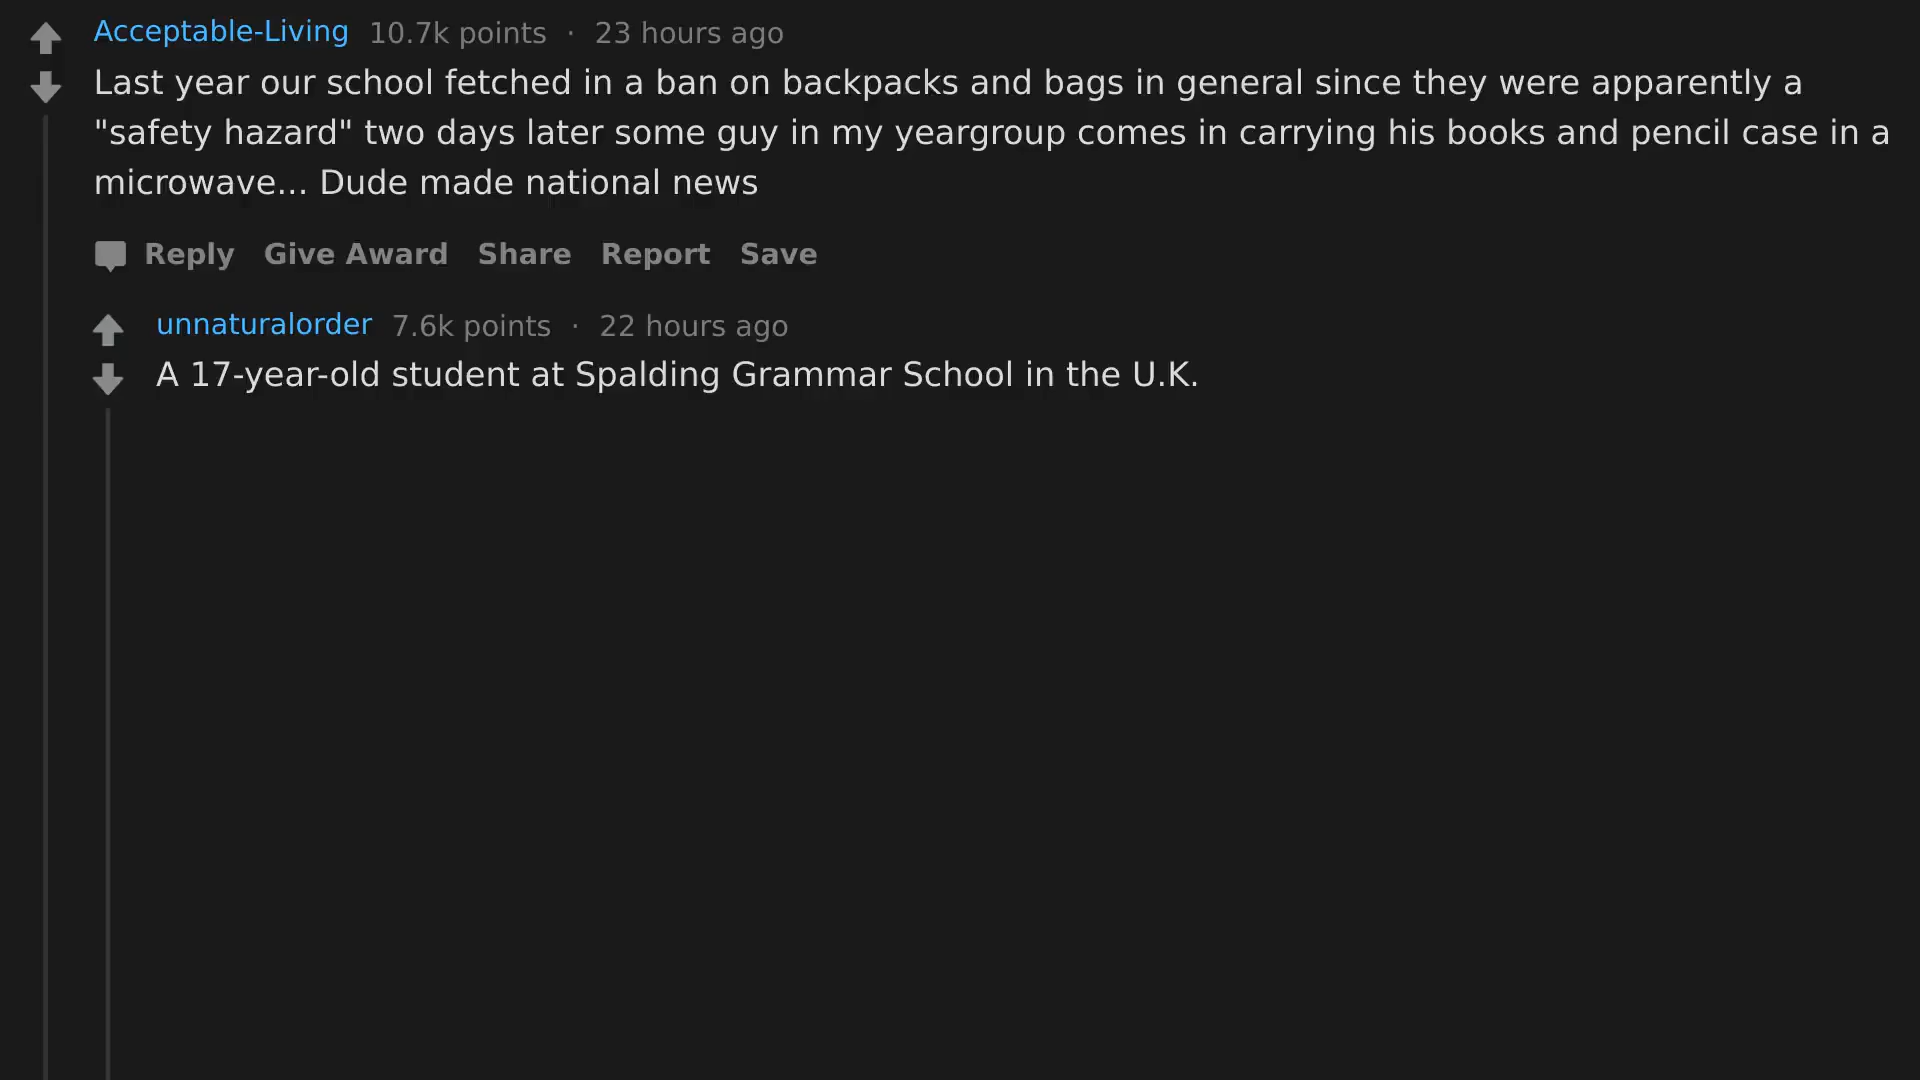 Acceptable-Living 10.7k points · 23 hours ago
Last year our school fetched in a ban on backpacks and bags in general since they were apparently a
"safety hazard" two days later some guy in my yeargroup comes in carrying his books and pencil case in a
microwave... Dude made national news
Reply Give Award Share Report Save
unnaturalorder 7.6k points · 22 hours ago
A 17-year-old student at Spalding Grammar School in the U.K.